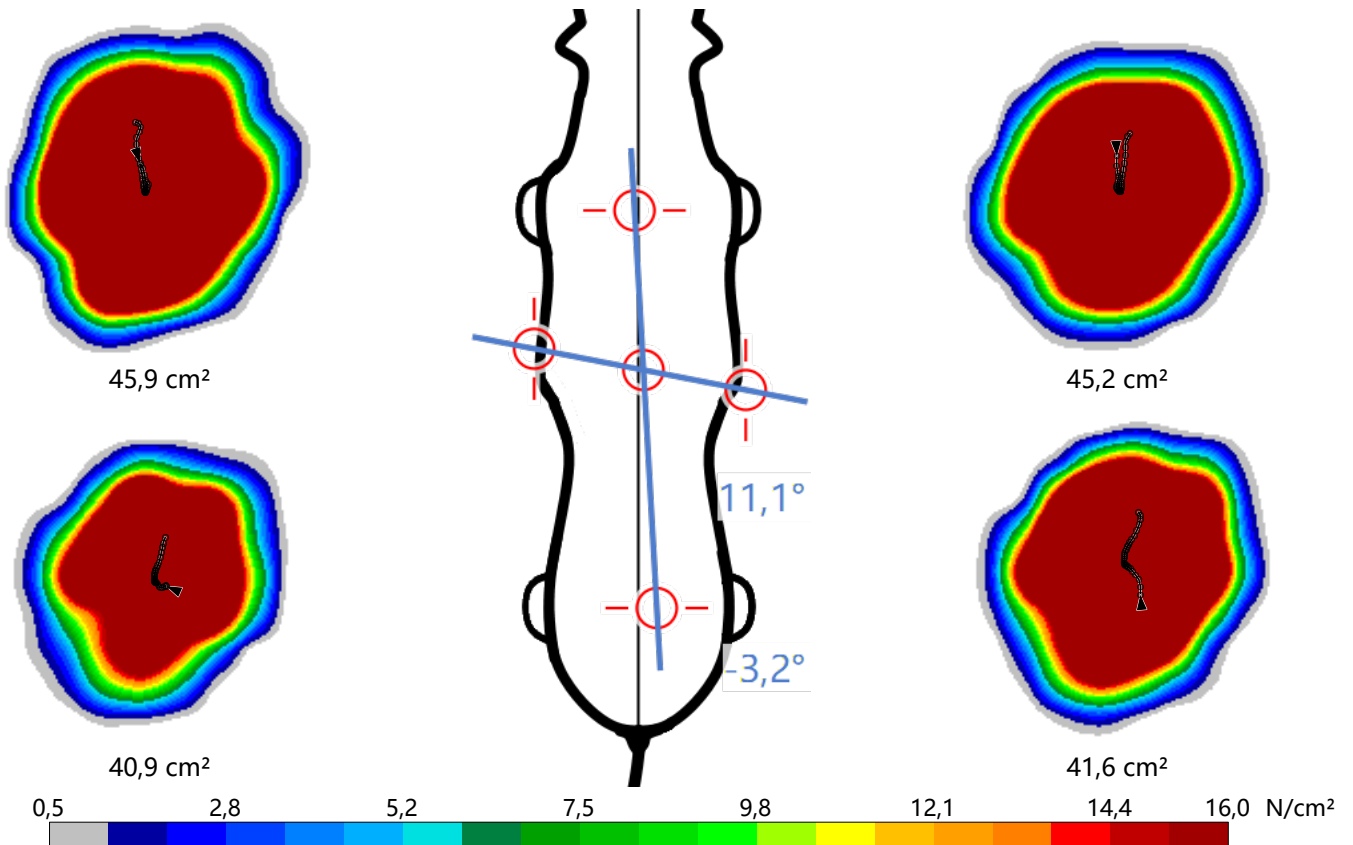 45,9 cm²
45,2 cm²
11,1°
-3,2°
40,9 cm²
41,6 cm²
0,5 2,8 5,2 7,5 9,8 12,1 14,4 16,0 N/cm²